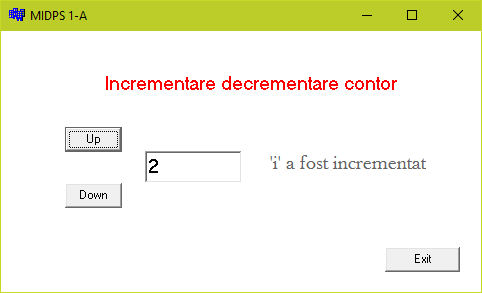 MIDPS 1-A
Incrementare decrementare contor
Up
2
'i' a fost incrementat
Down
Exit